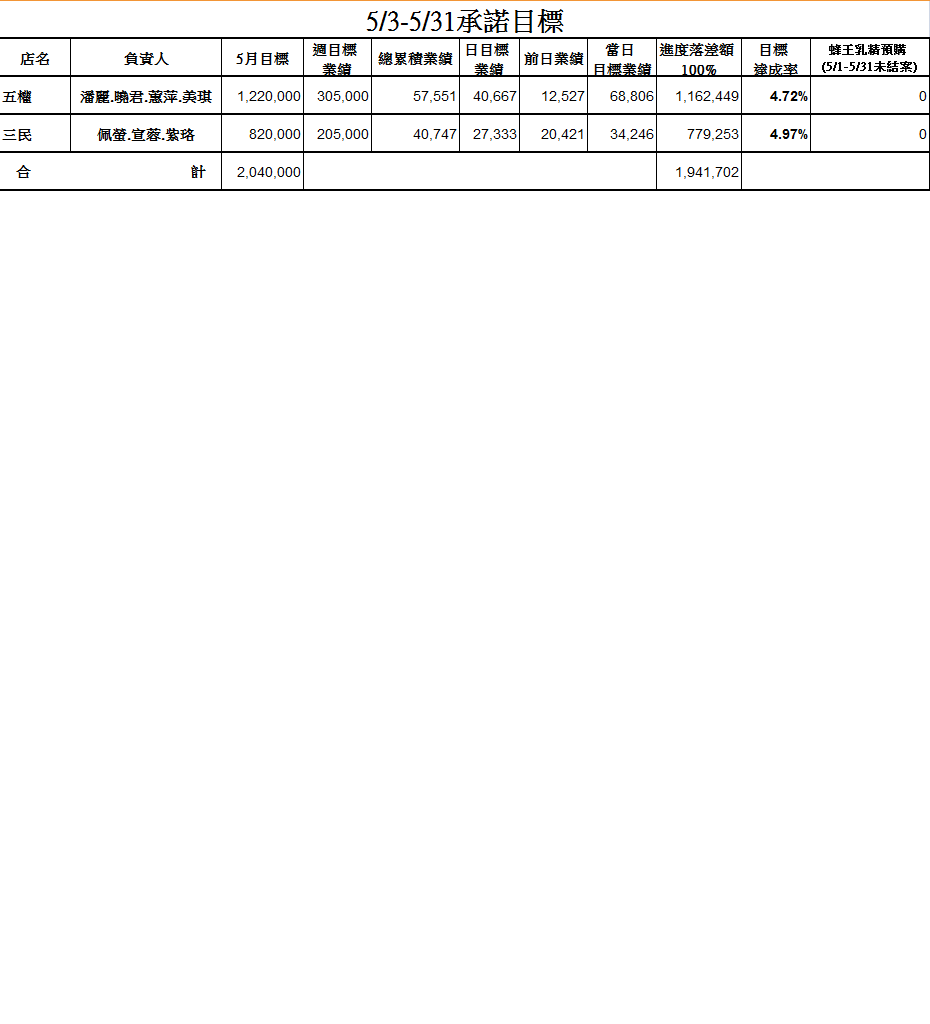 5/3-5/31承諾目標
店名 負責人 5月目標 週目標業績 總累積業績 日目標業績 前日業績 當日目標業績 進度落差額100% 目標達成率 蜂王乳精預購(5/1-5/31未結案)
五權 潘麗.曉君.蕙萍.美琪 1,220,000 305,000 57,551 40,667 12,527 68,806 1,162,449 4.72% 0
三民 佩螢.宣蓉.紫珞 820,000 205,000 40,747 27,333 20,421 34,246 779,253 4.97% 0
合 計 2,040,000 1,941,702